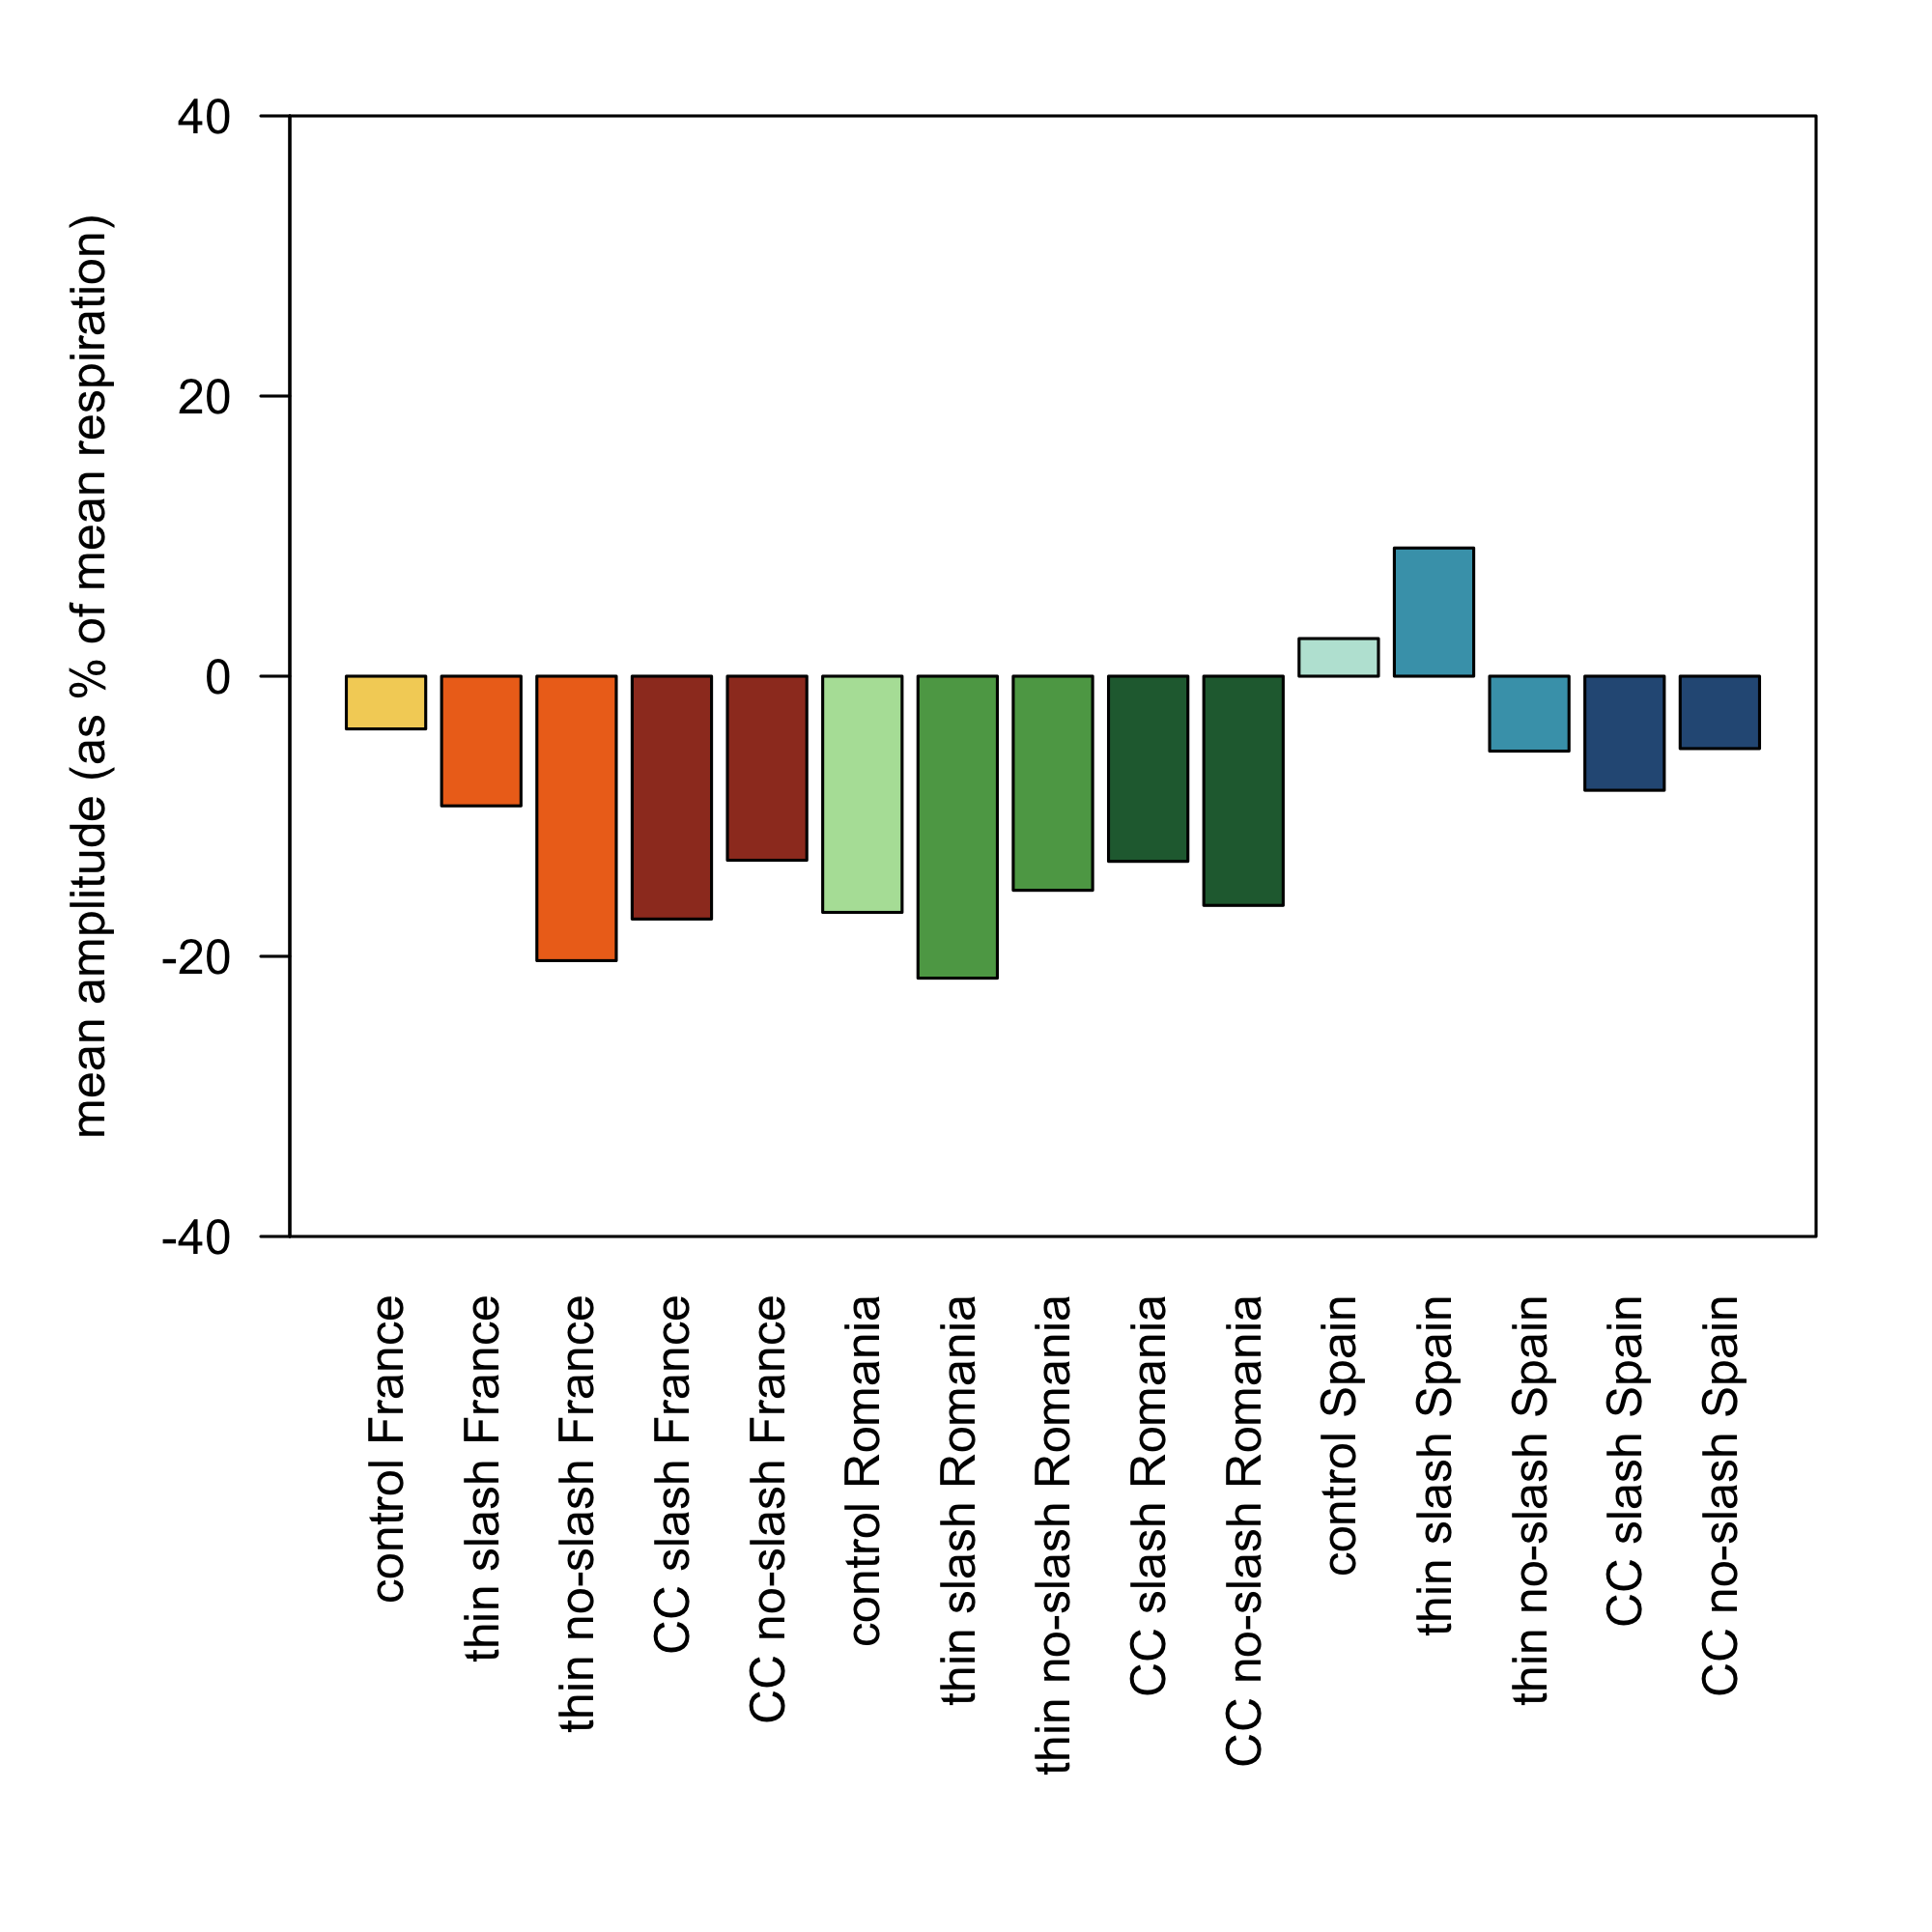 mean amplitude (as % of mean respiration)
40
20
0
-20
-40
control France
thin slash France
thin no-slash France
CC slash France
CC no-slash France
control Romania
thin slash Romania
thin no-slash Romania
CC slash Romania
CC no-slash Romania
control Spain
thin slash Spain
thin no-slash Spain
CC slash Spain
CC no-slash Spain